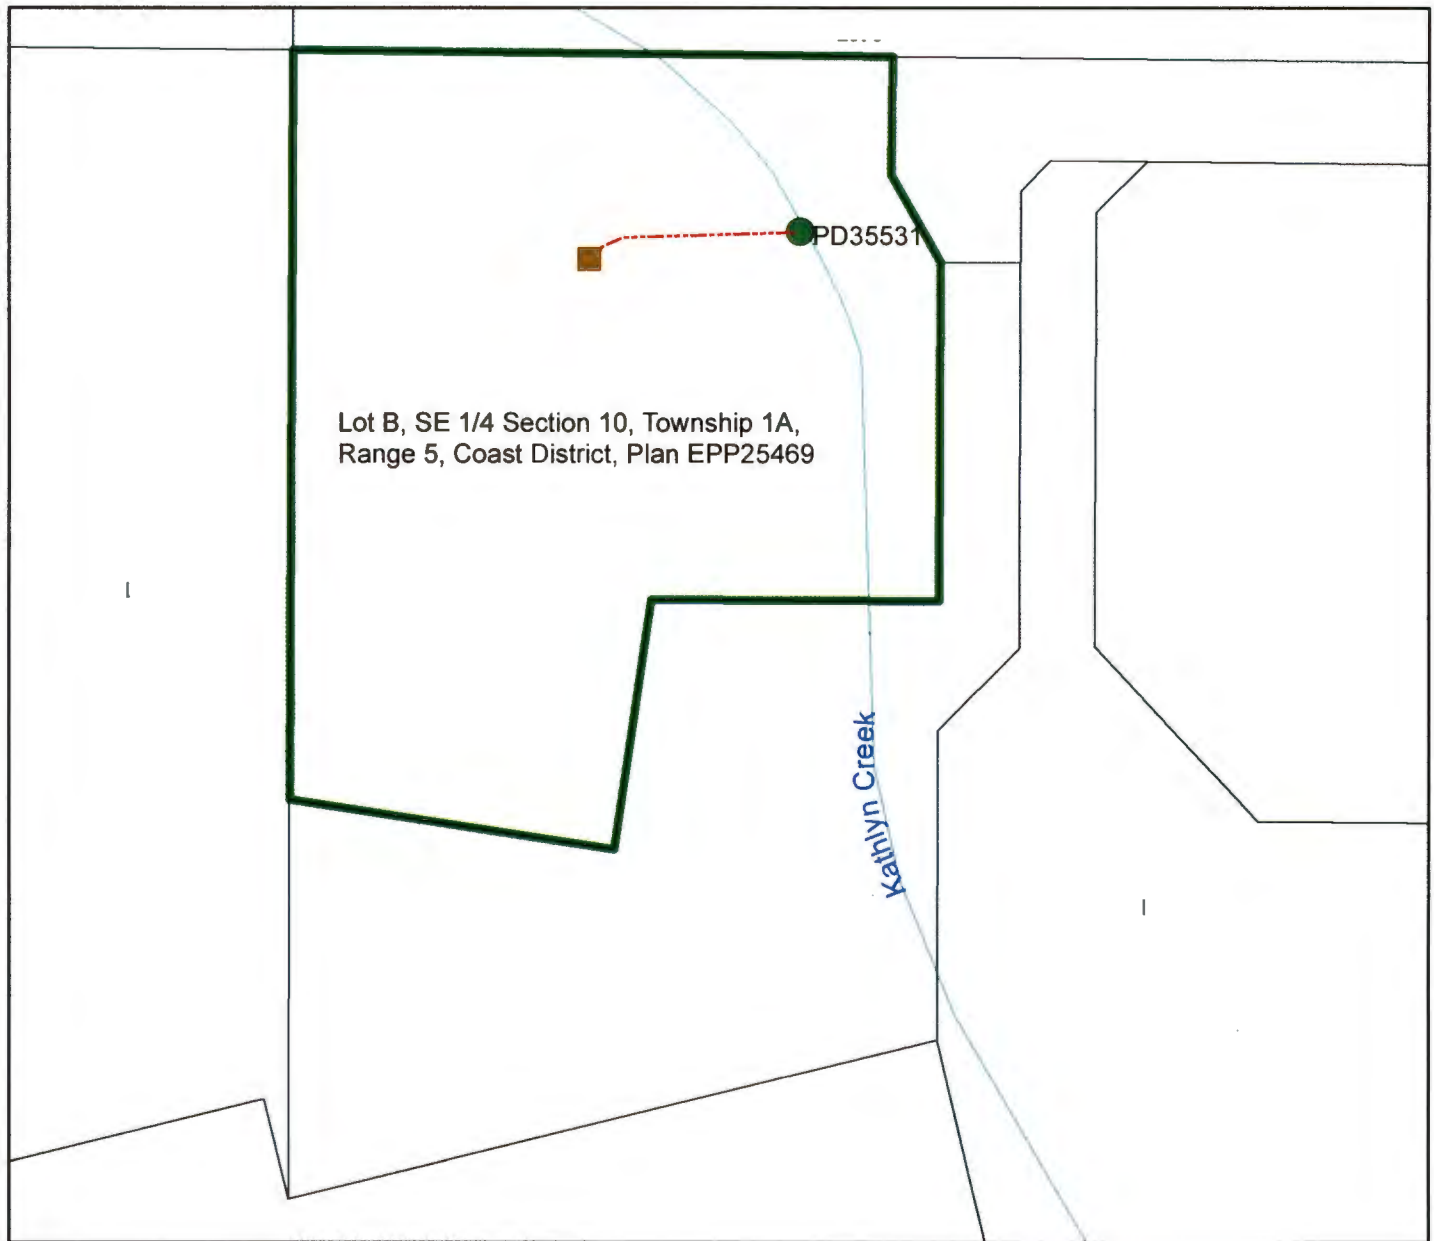 PD35531
Lot B, SE 1/4 Section 10, Township 1A,
Range 5, Coast District, Plan EPP25469
Kathlyn Creek